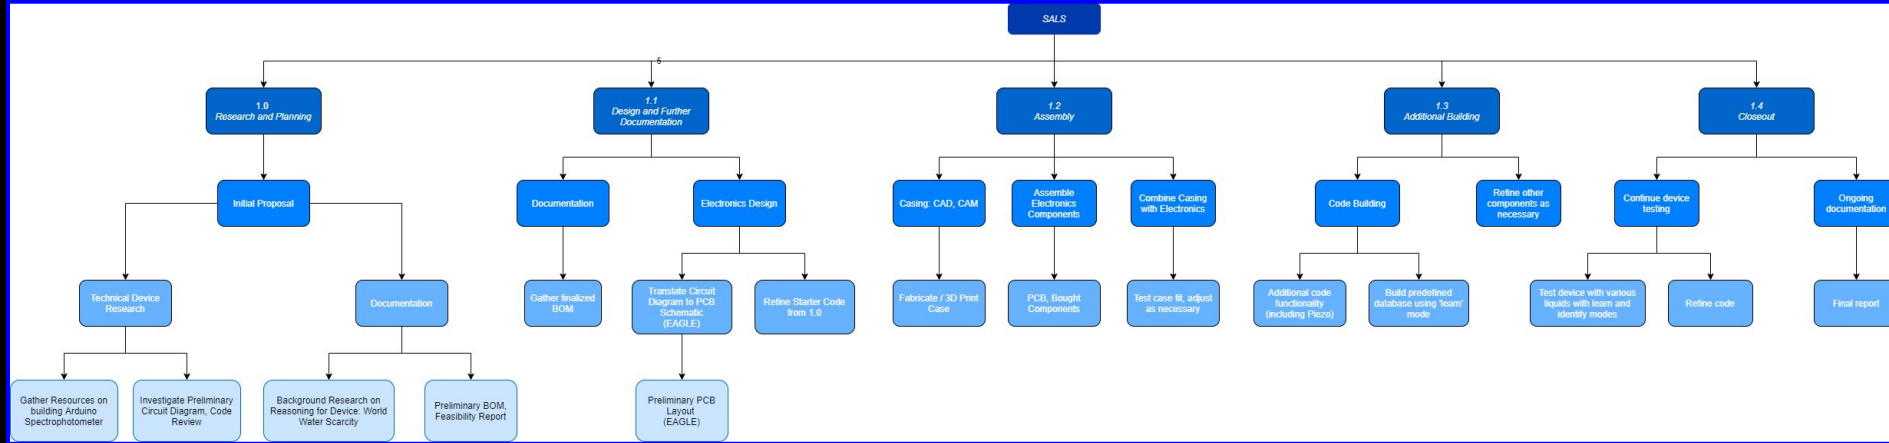 SALS
5
1.0
Research and Planning
1.1
Design and Further
Documentation
1.2
Assembly
1.3
Additional Building
1.4
Closeout
Initial Proposal
Documentation
Electronics Design
Casing: CAD, CAM
Assemble
Electronics
Components
Combine Casing
with Electronics
Code Building
Refine other
components as
necessary
Continue device
testing
Ongoing
documentation
Technical Device
Research
Documentation
Gather finalized
BOM
Translate Circuit
Diagram to PCB
Schematic
(EAGLE)
Refine Starter Code
from 1.0
Fabricate / 3D Print
Case
PCB, Bought
Components
Test case fit, adjust
as necessary
Additional code
functionality
(including Piezo)
Build predefined
database using 'learn'
mode
Test device with various
liquids with learn and
identify modes
Refine code
Final report
Gather Resources on
building Arduino
Spectrophotometer
Investigate Preliminary
Circuit Diagram, Code
Review
Background Research on
Reasoning for Device: World
Water Scarcity
Preliminary BOM,
Feasibility Report
Preliminary PCB
Layout
(EAGLE)